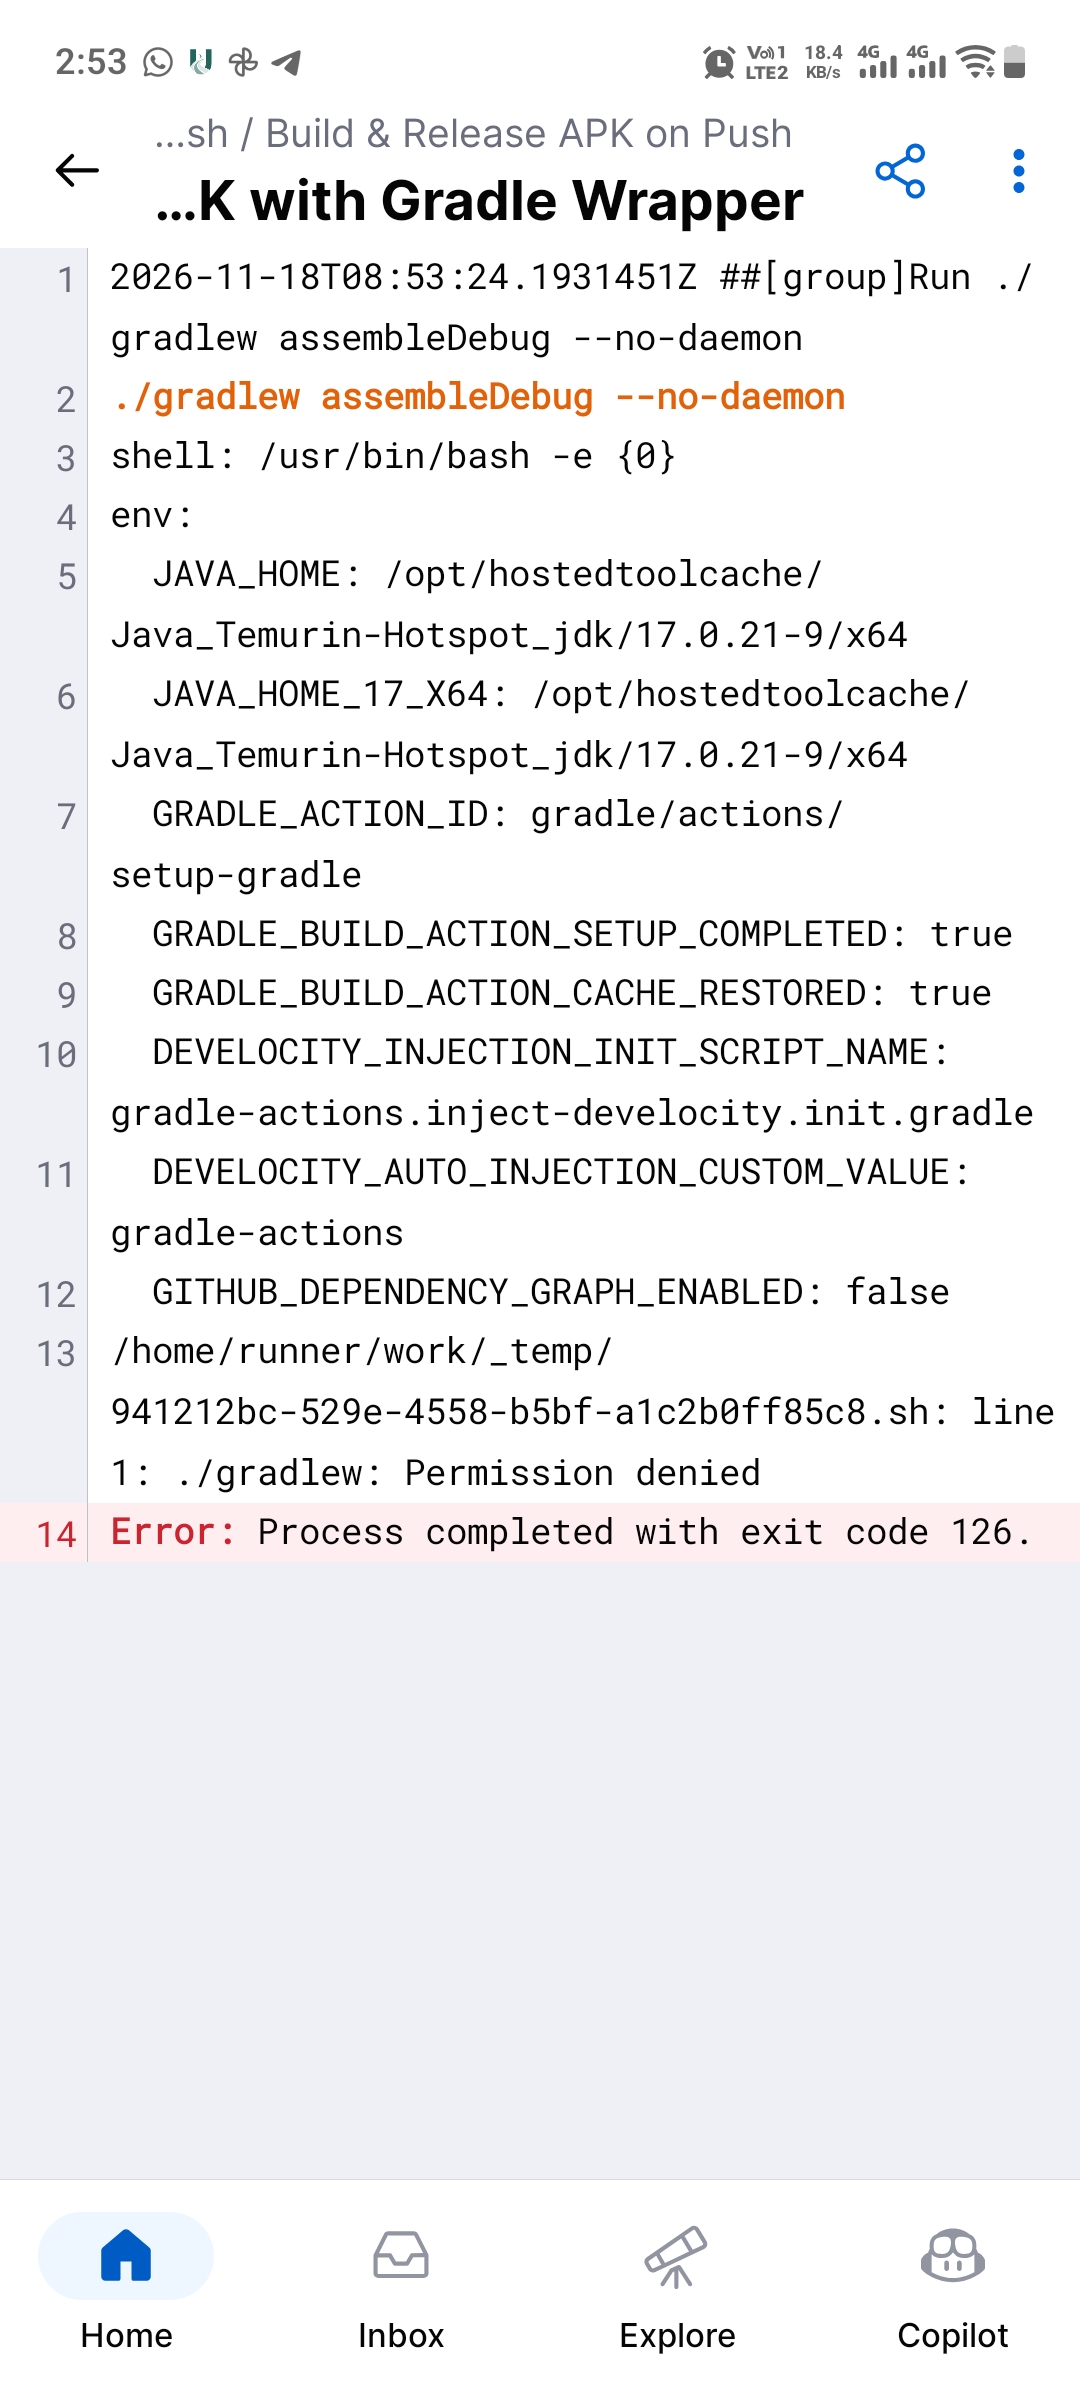 2:53
Vo)) 1
LTE2
18.4
KB/s
4G
4G
...sh / Build & Release APK on Push
...K with Gradle Wrapper
1 2026-11-18T08:53:24.1931451Z ##[group]Run ./
gradlew assembleDebug --no-daemon
2 ./gradlew assembleDebug --no-daemon
3 shell: /usr/bin/bash -e {0}
4 env:
5 JAVA_HOME: /opt/hostedtoolcache/
Java_Temurin-Hotspot_jdk/17.0.21-9/x64
6 JAVA_HOME_17_X64: /opt/hostedtoolcache/
Java_Temurin-Hotspot_jdk/17.0.21-9/x64
7 GRADLE_ACTION_ID: gradle/actions/
setup-gradle
8 GRADLE_BUILD_ACTION_SETUP_COMPLETED: true
9 GRADLE_BUILD_ACTION_CACHE_RESTORED: true
10 DEVELOCITY_INJECTION_INIT_SCRIPT_NAME:
gradle-actions.inject-develocity.init.gradle
11 DEVELOCITY_AUTO_INJECTION_CUSTOM_VALUE:
gradle-actions
12 GITHUB_DEPENDENCY_GRAPH_ENABLED: false
13 /home/runner/work/_temp/
941212bc-529e-4558-b5bf-a1c2b0ff85c8.sh: line
1: ./gradlew: Permission denied
14 Error: Process completed with exit code 126.
Home
Inbox
Explore
Copilot